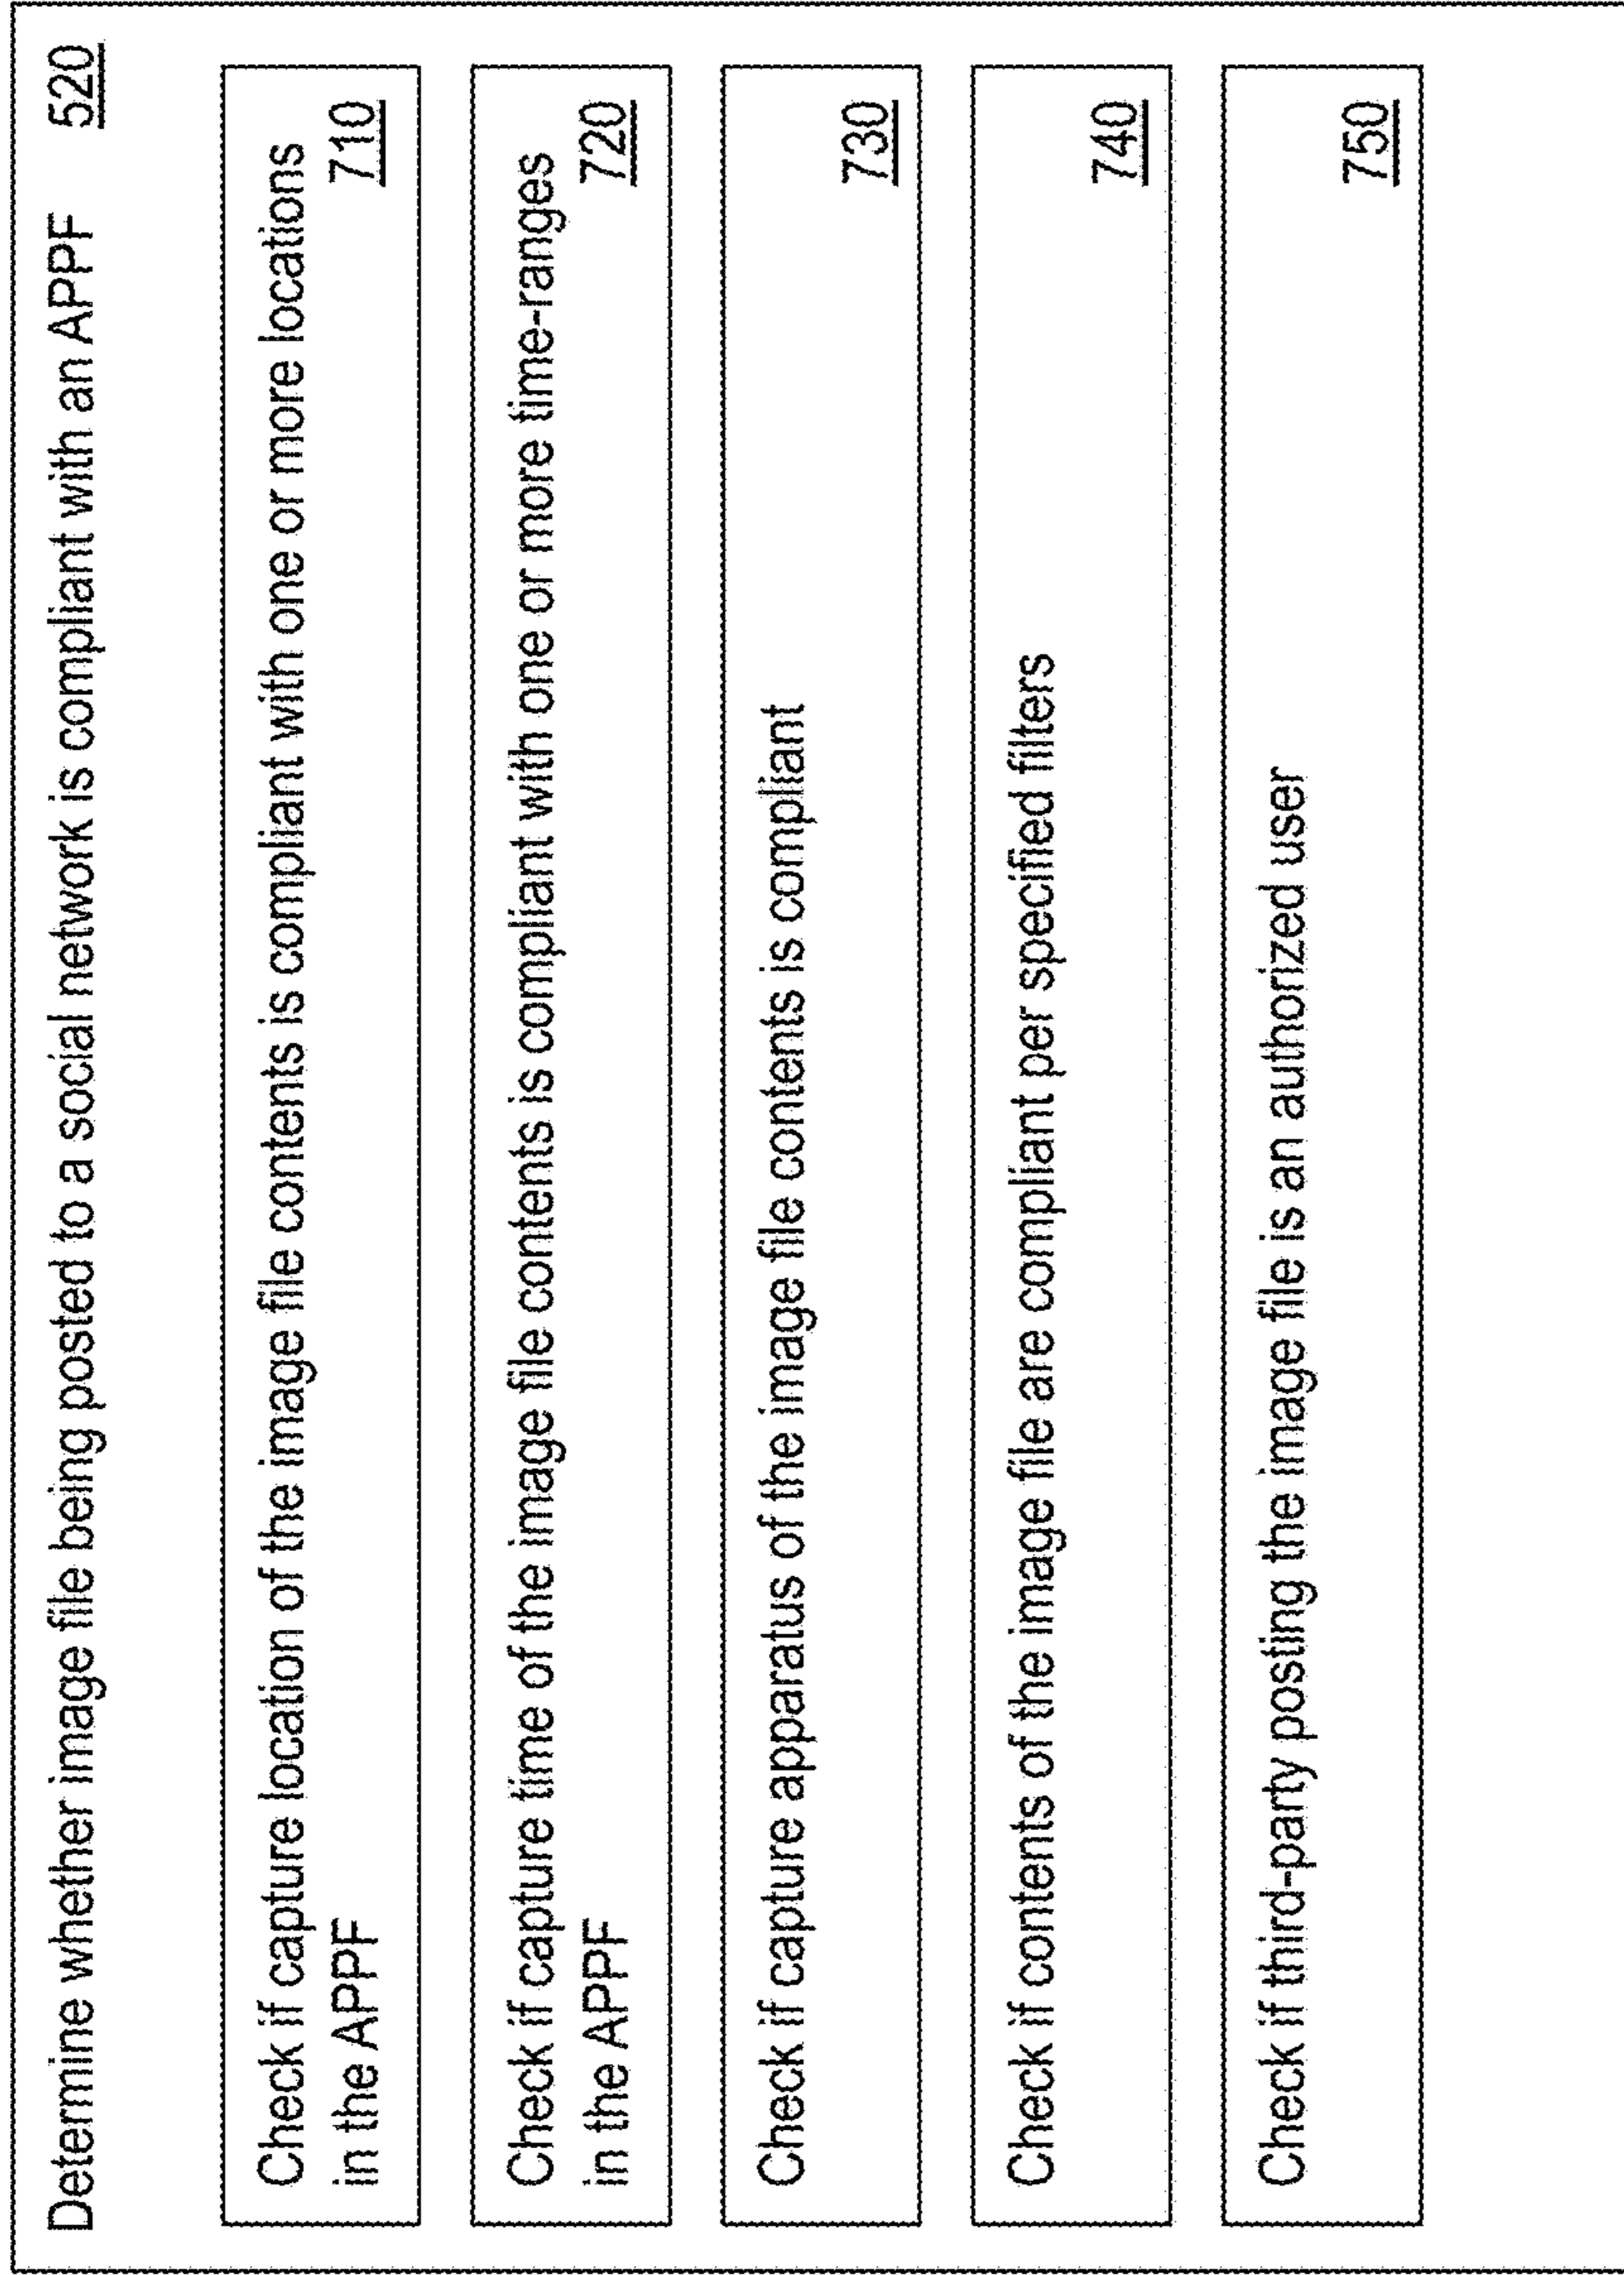 Determine whether image file being posted to a social network is compliant with an APPF 520
Check if capture location of the image file contents is compliant with one or more locations
in the APPF 710
Check if capture time of the image file contents is compliant with one or more time-ranges
in the APPF 720
Check if capture apparatus of the image file contents is compliant
730
Check if contents of the image file are compliant per specified filters
740
Check if third-party posting the image file is an authorized user
750